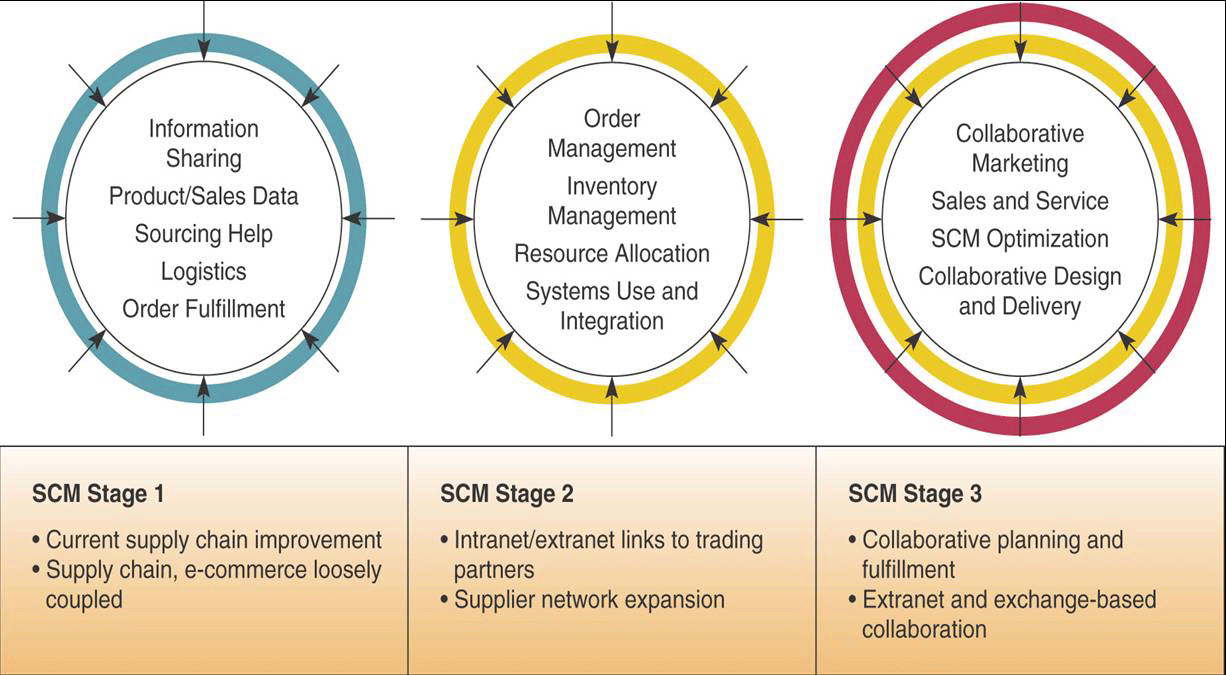 Information
Sharing
Product/Sales Data
Sourcing Help
Logistics
Order Fulfillment
Order
Management
Inventory
Management
Resource Allocation
Systems Use and
Integration
Collaborative
Marketing
Sales and Service
SCM Optimization
Collaborative Design
and Delivery
SCM Stage 1
• Current supply chain improvement
• Supply chain, e-commerce loosely
coupled
SCM Stage 2
• Intranet/extranet links to trading
partners
• Supplier network expansion
SCM Stage 3
• Collaborative planning and
fulfillment
• Extranet and exchange-based
collaboration